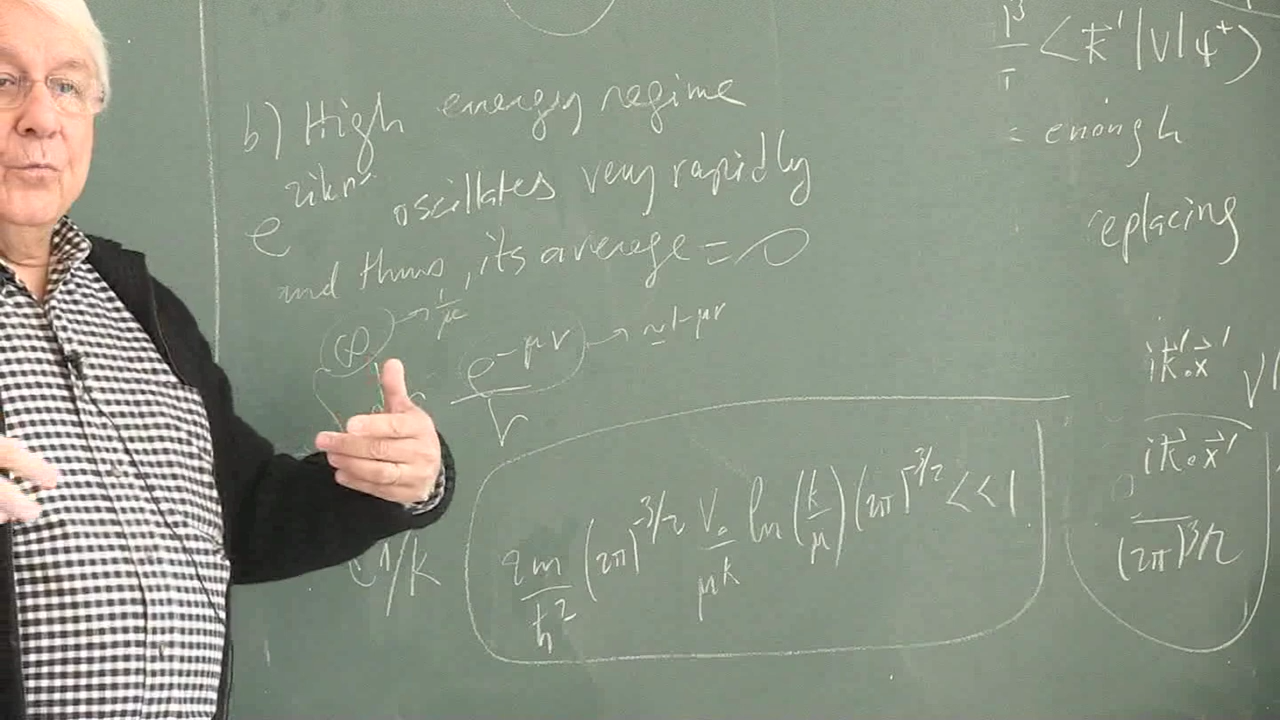 b) High energy regime
e^{2ikr} oscillates very rapidly
and thus, its average = 0
∞ → 1/μ
e^{-μr} / r → ≃ 1-μr
1/k
2m/ħ² (2π)^{-3/2} V₀/μk ln(k/μ) (2π)^{-3/2} << 1
<k⃗'|V|ψ⁺)
= enough
replacing
ik⃗'.x⃗'
ik⃗.x⃗'
(2π)^{3/2}